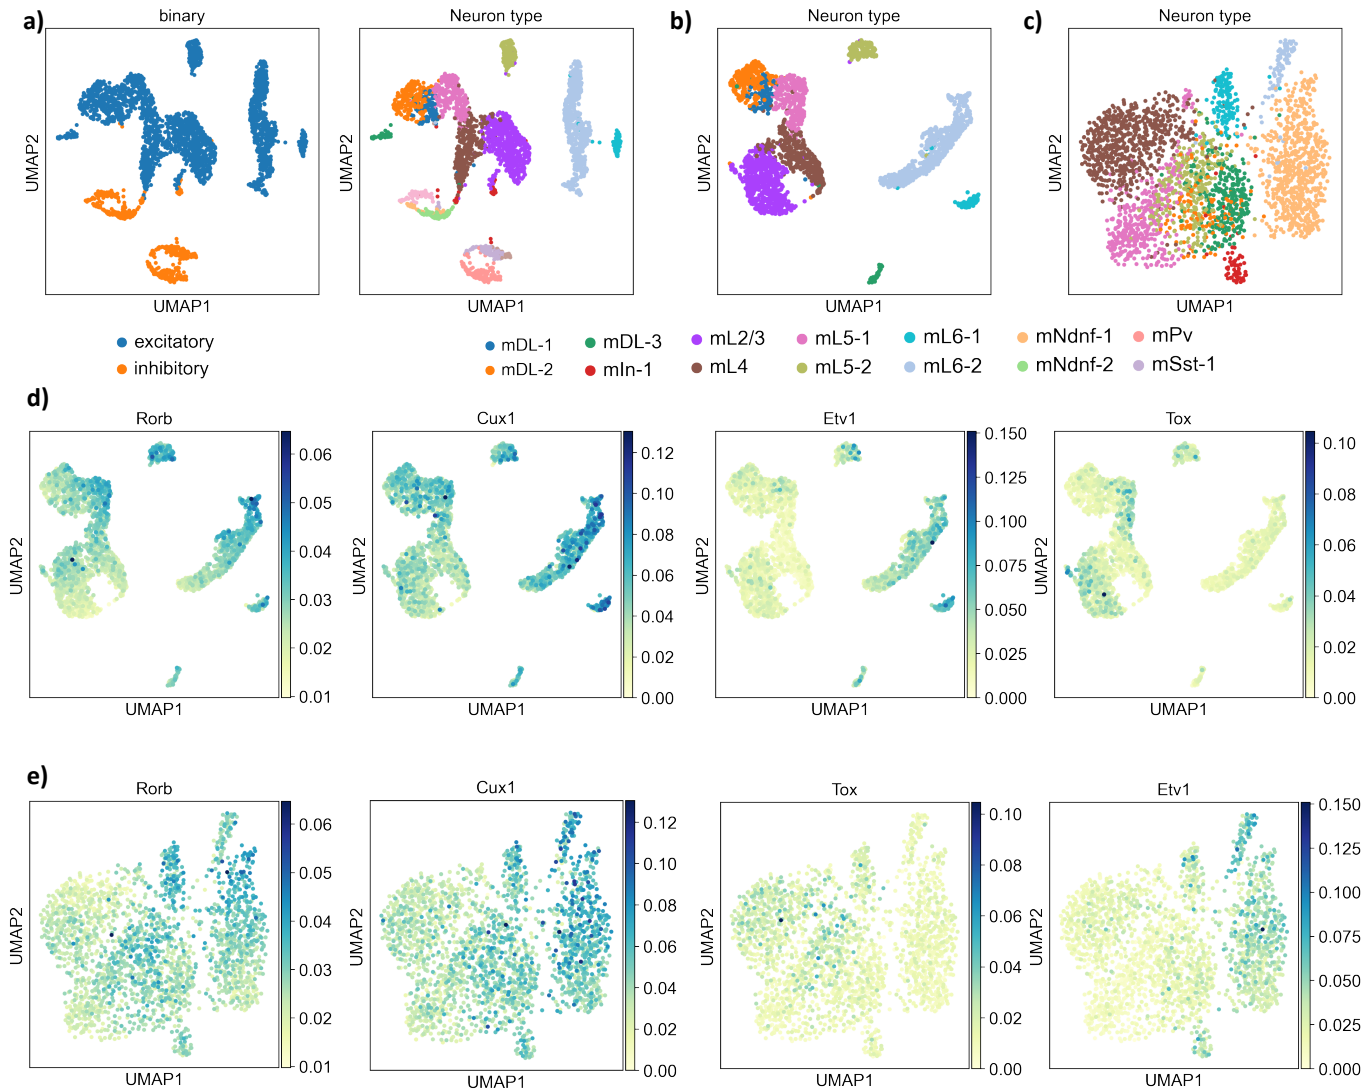 a)
binary
Neuron type
b)
Neuron type
c)
Neuron type
UMAP2
UMAP2
UMAP2
UMAP2
UMAP1
UMAP1
UMAP1
UMAP1
excitatory
inhibitory
mDL-1
mDL-3
mL2/3
mL5-1
mL6-1
mNdnf-1
mPv
mDL-2
mIn-1
mL4
mL5-2
mL6-2
mNdnf-2
mSst-1
d)
Rorb
Cux1
Etv1
Tox
0.06
0.05
0.04
0.03
0.02
0.01
0.12
0.10
0.08
0.06
0.04
0.02
0.00
0.150
0.125
0.100
0.075
0.050
0.025
0.000
0.10
0.08
0.06
0.04
0.02
0.00
UMAP2
UMAP2
UMAP2
UMAP2
UMAP1
UMAP1
UMAP1
UMAP1
e)
Rorb
Cux1
Tox
Etv1
0.06
0.05
0.04
0.03
0.02
0.01
0.12
0.10
0.08
0.06
0.04
0.02
0.00
0.10
0.08
0.06
0.04
0.02
0.00
0.150
0.125
0.100
0.075
0.050
0.025
0.000
UMAP2
UMAP2
UMAP2
UMAP2
UMAP1
UMAP1
UMAP1
UMAP1